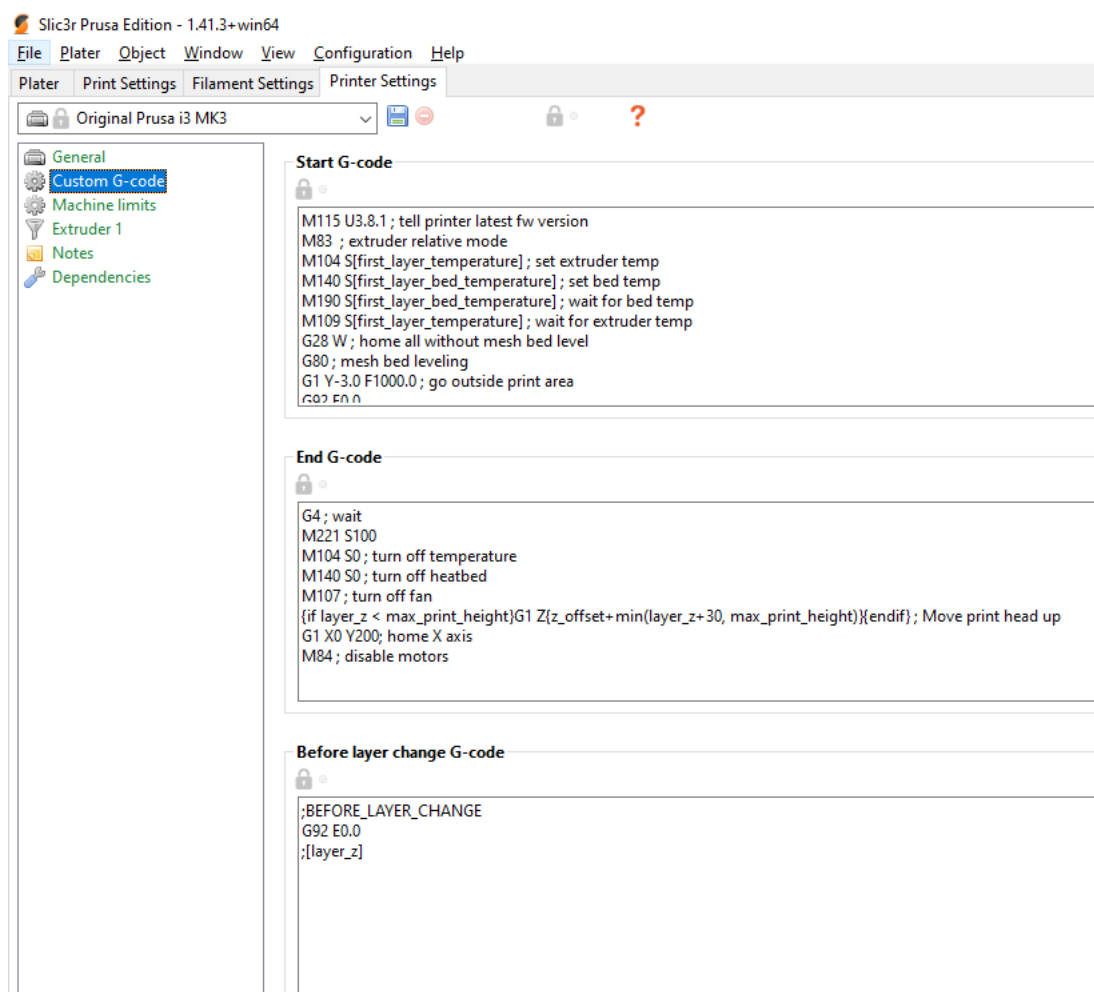 Slic3r Prusa Edition - 1.41.3+win64
File Plater Object Window View Configuration Help
Plater Print Settings Filament Settings Printer Settings
Original Prusa i3 MK3
?
General
Custom G-code
Machine limits
Extruder 1
Notes
Dependencies
Start G-code
M115 U3.8.1 ; tell printer latest fw version
M83  ; extruder relative mode
M104 S[first_layer_temperature] ; set extruder temp
M140 S[first_layer_bed_temperature] ; set bed temp
M190 S[first_layer_bed_temperature] ; wait for bed temp
M109 S[first_layer_temperature] ; wait for extruder temp
G28 W ; home all without mesh bed level
G80 ; mesh bed leveling
G1 Y-3.0 F1000.0 ; go outside print area
G92 E0.0
End G-code
G4 ; wait
M221 S100
M104 S0 ; turn off temperature
M140 S0 ; turn off heatbed
M107 ; turn off fan
{if layer_z < max_print_height}G1 Z{z_offset+min(layer_z+30, max_print_height)}{endif} ; Move print head up
G1 X0 Y200; home X axis
M84 ; disable motors
Before layer change G-code
;BEFORE_LAYER_CHANGE
G92 E0.0
;[layer_z]